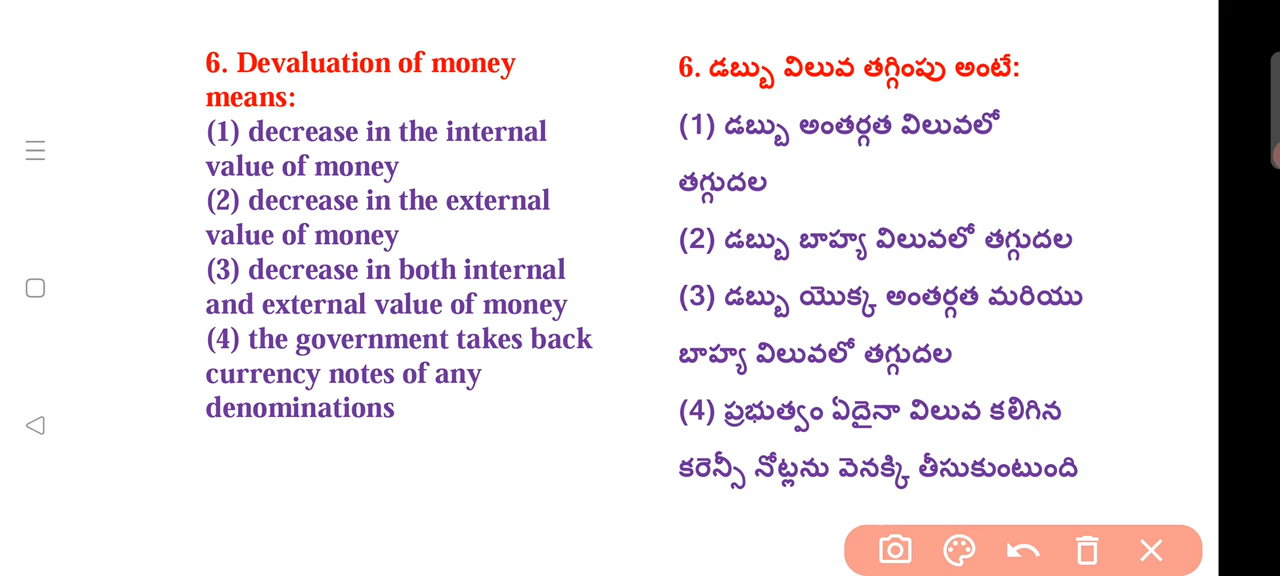 6. Devaluation of money
means:
(1) decrease in the internal
value of money
(2) decrease in the external
value of money
(3) decrease in both internal
and external value of money
(4) the government takes back
currency notes of any
denominations
6. డబ్బు విలువ తగ్గింపు అంటే:
(1) డబ్బు అంతర్గత విలువలో
తగ్గుదల
(2) డబ్బు బాహ్య విలువలో తగ్గుదల
(3) డబ్బు యొక్క అంతర్గత మరియు
బాహ్య విలువలో తగ్గుదల
(4) ప్రభుత్వం ఏదైనా విలువ కలిగిన
కరెన్సీ నోట్లను వెనక్కి తీసుకుంటుంది